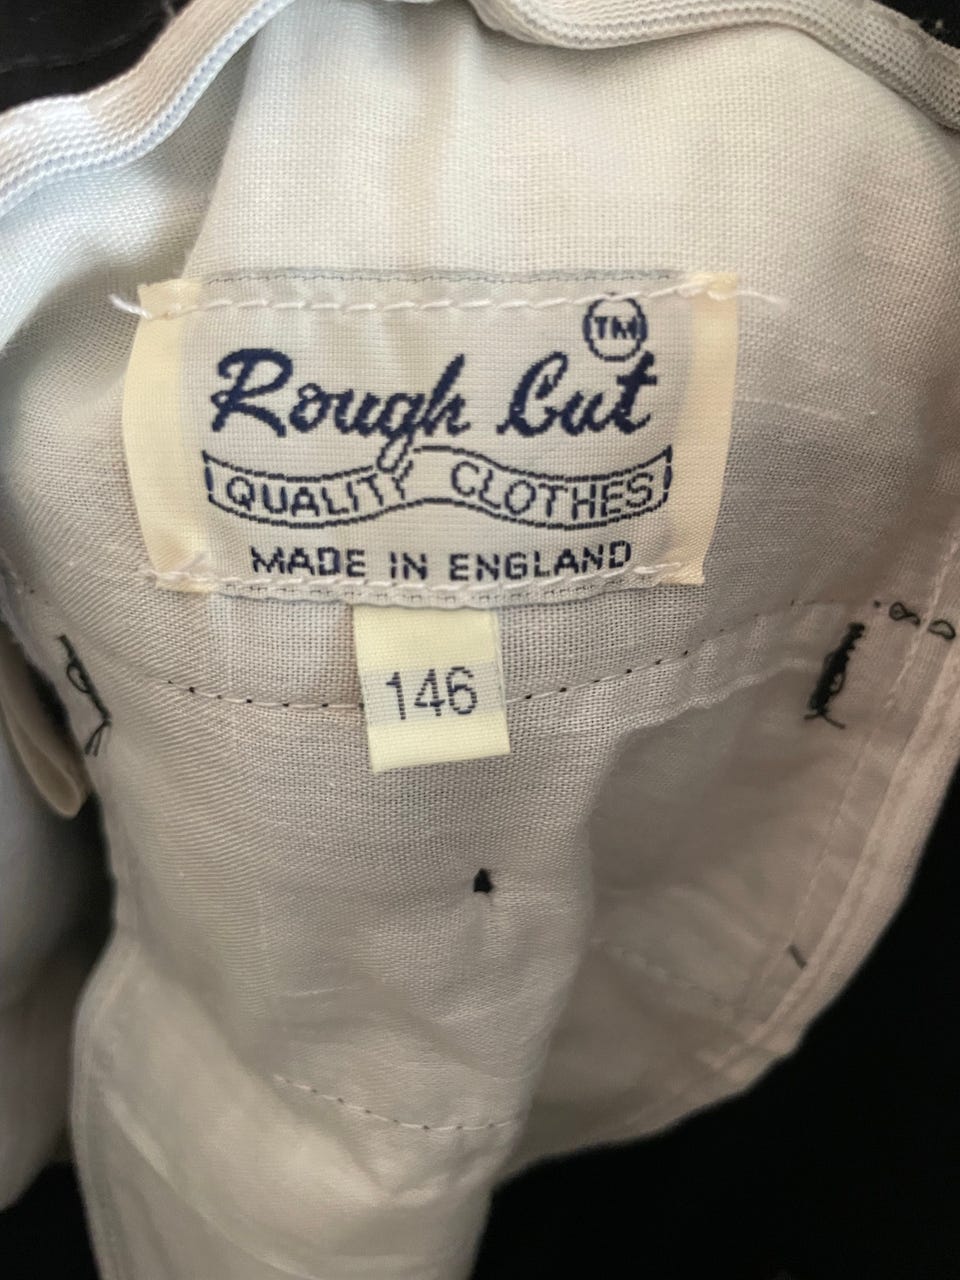 TM
Rough Cut
QUALITY CLOTHES
MADE IN ENGLAND
146